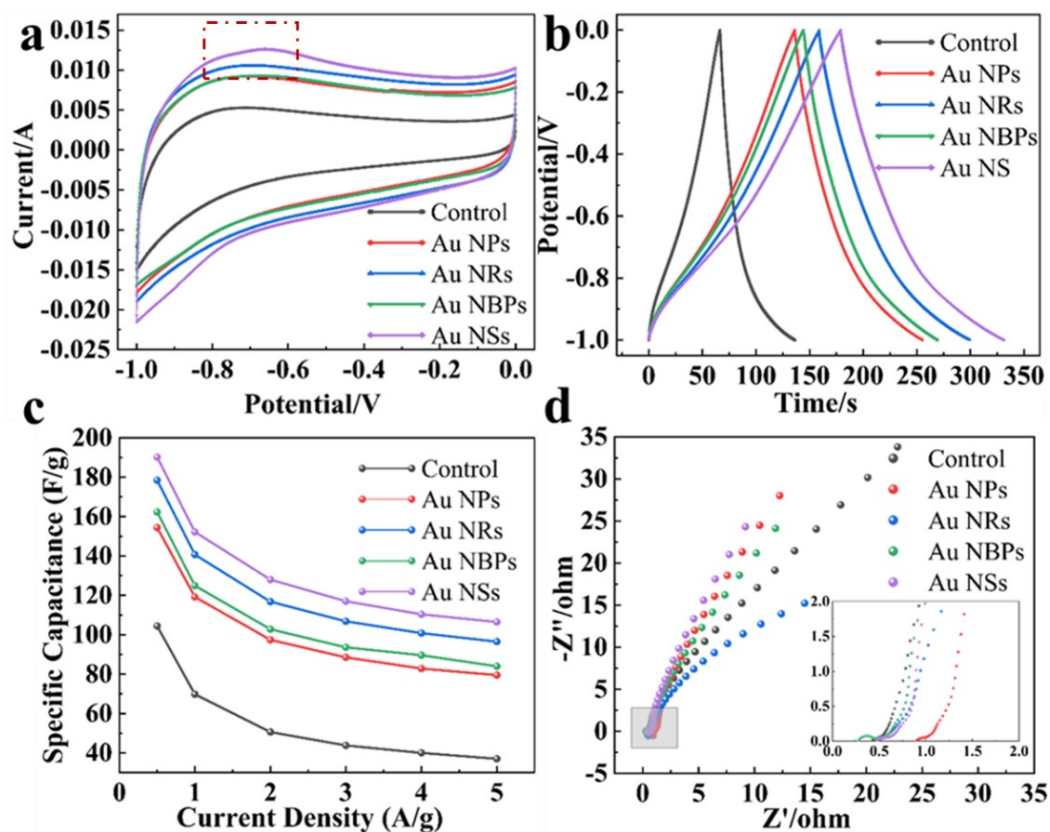 a
0.015
0.010
0.005
0.000
-0.005
-0.010
-0.015
-0.020
-0.025
Current/A
Control
Au NPs
Au NRs
Au NBPs
Au NSs
-1.0 -0.8 -0.6 -0.4 -0.2 0.0
Potential/V
b
0.0
-0.2
-0.4
-0.6
-0.8
-1.0
Potential/V
Control
Au NPs
Au NRs
Au NBPs
Au NS
0 50 100 150 200 250 300 350
Time/s
c
200
180
160
140
120
100
80
60
40
Specific Capacitance (F/g)
Control
Au NPs
Au NRs
Au NBPs
Au NSs
0 1 2 3 4 5
Current Density (A/g)
d
35
30
25
20
15
10
5
0
-5
-Z''/ohm
Control
Au NPs
Au NRs
Au NBPs
Au NSs
2.0
1.5
1.0
0.5
0.0
0.0 0.5 1.0 1.5 2.0
-5 0 5 10 15 20 25 30 35
Z'/ohm